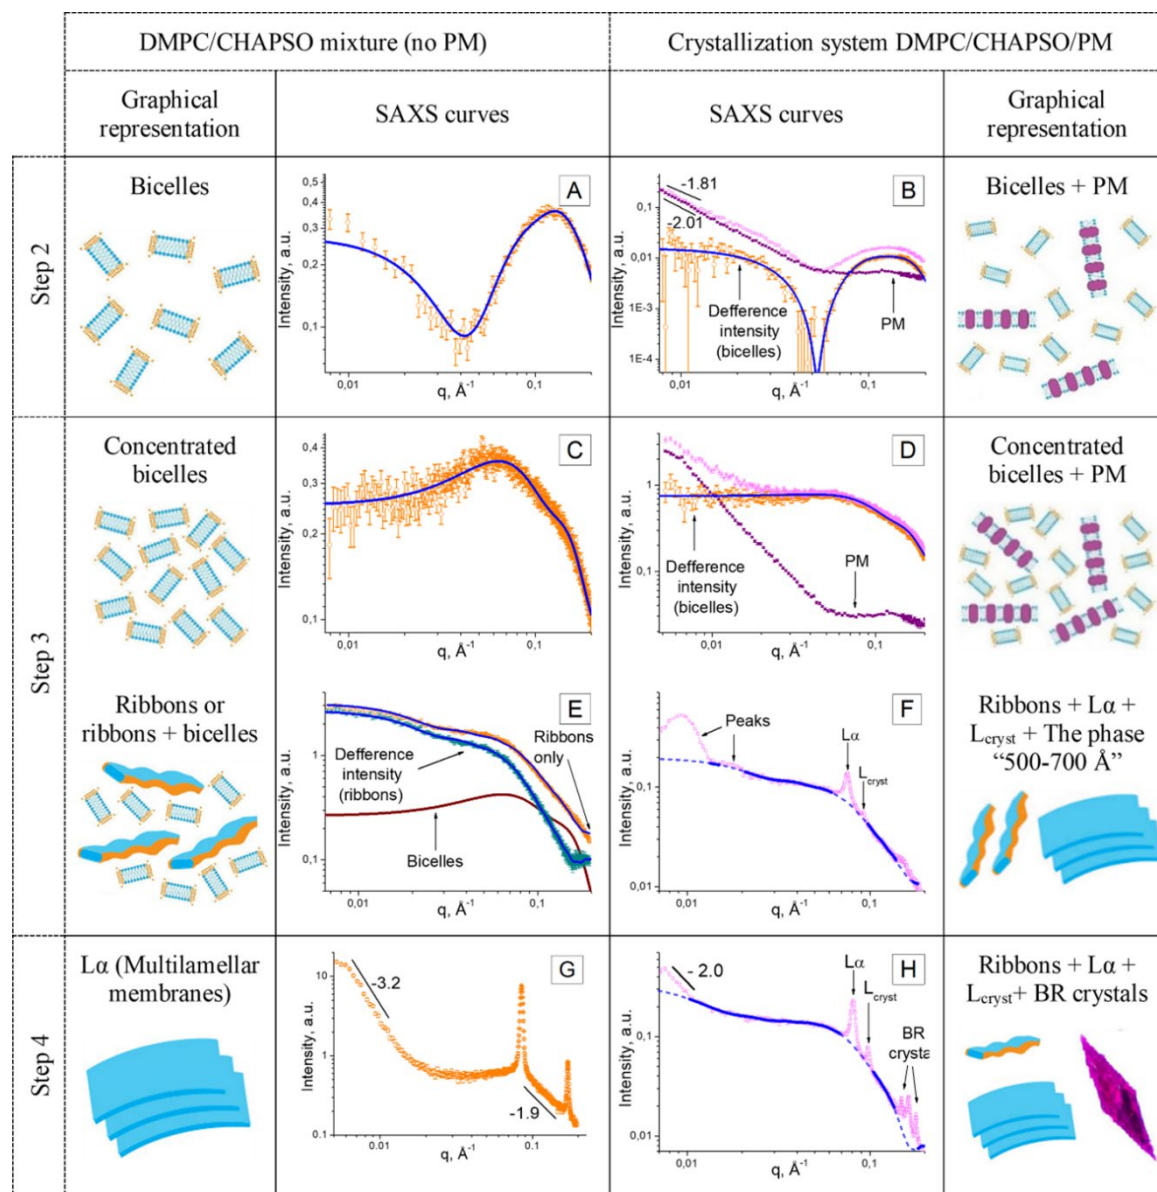 DMPC/CHAPSO mixture (no PM)
Crystallization system DMPC/CHAPSO/PM
Graphical
representation
SAXS curves
SAXS curves
Graphical
representation
Step 2
Bicelles
A
Intensity, a.u.
0,5
0,4
0,3
0,2
0,1
0,01
0,1
q, Å⁻¹
B
Intensity, a.u.
0,1
0,01
1E-3
1E-4
-1.81
-2.01
Defference
intensity
(bicelles)
PM
0,01
0,1
q, Å⁻¹
Bicelles + PM
Step 3
Concentrated
bicelles
C
Intensity, a.u.
0,4
0,3
0,2
0,1
0,01
0,1
q, Å⁻¹
D
Intensity, a.u.
1
0,1
Defference
intensity
(bicelles)
PM
0,01
0,1
q, Å⁻¹
Concentrated
bicelles + PM
Ribbons or
ribbons + bicelles
E
Intensity, a.u.
1
0,1
Defference
intensity
(ribbons)
Ribbons
only
Bicelles
0,01
0,1
q, Å⁻¹
F
Intensity, a.u.
1
0,1
0,01
Peaks
Lα
Lcryst
0,01
0,1
q, Å⁻¹
Ribbons + Lα +
Lcryst + The phase
“500-700 Å”
Step 4
Lα (Multilamellar
membranes)
G
Intensity, a.u.
10
1
0.1
-3.2
-1.9
0.01
0.1
q, Å⁻¹
H
Intensity, a.u.
1
0,1
0,01
- 2.0
Lα
Lcryst
BR
crysta
0,01
0,1
q, Å⁻¹
Ribbons + Lα +
Lcryst+ BR crystals